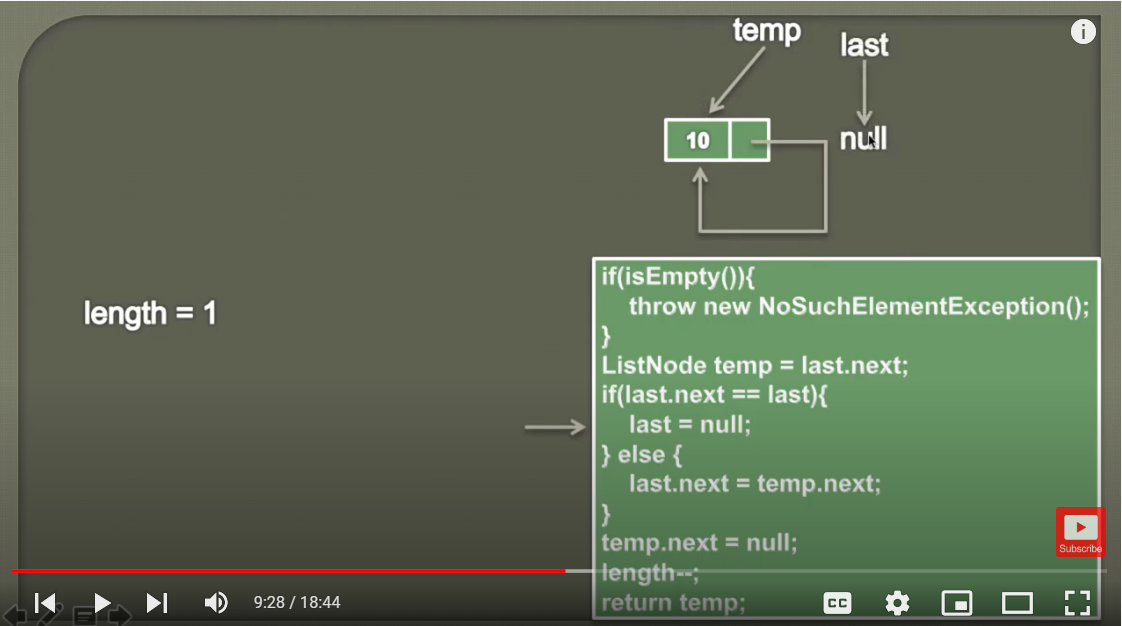 temp
last
10
null
length = 1
if(isEmpty()){
throw new NoSuchElementException();
}
ListNode temp = last.next;
if(last.next == last){
last = null;
} else {
last.next = temp.next;
}
temp.next = null;
length--;
return temp;
Subscribe
9:28 / 18:44
CC